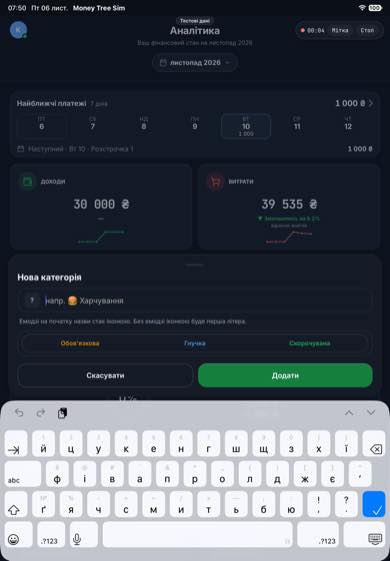 07:50 Пт 06 лист. Money Tree Sim 100
Тестові дані
К
Аналітика
Ваш фінансовий стан на листопад 2026
00:04 Мітка Стоп
листопад 2026
Найближчі платежі 7 днів 1 000 ₴
ПТ СБ НД ПН ВТ СР ЧТ
6 7 8 9 10 11 12
1 000
Наступний · Вт 10 · Розстрочка 1 1 000 ₴
ДОХОДИ ВИТРАТИ
30 000 ₴ 39 535 ₴
—
Нова категорія
? напр. 🍔 Харчування
Емодзі на початку назви стає іконкою. Без емодзі іконкою буде перша літера.
Обов'язкова Гнучка Скорочувана
Скасувати Додати
й ц у к е н г ш щ з х ї
abc ф і в а п р о л д ж є '
ґ я ч с м и т ь б ю ! , ? .
.?123 .?123